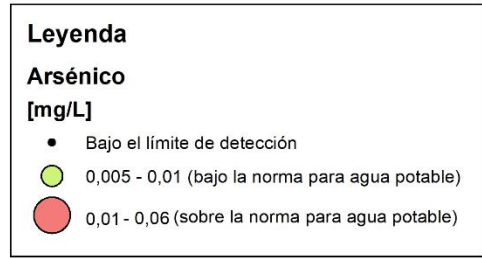 Leyenda
Arsénico
[mg/L]
Bajo el límite de detección
0,005 - 0,01 (bajo la norma para agua potable)
0,01 - 0,06 (sobre la norma para agua potable)